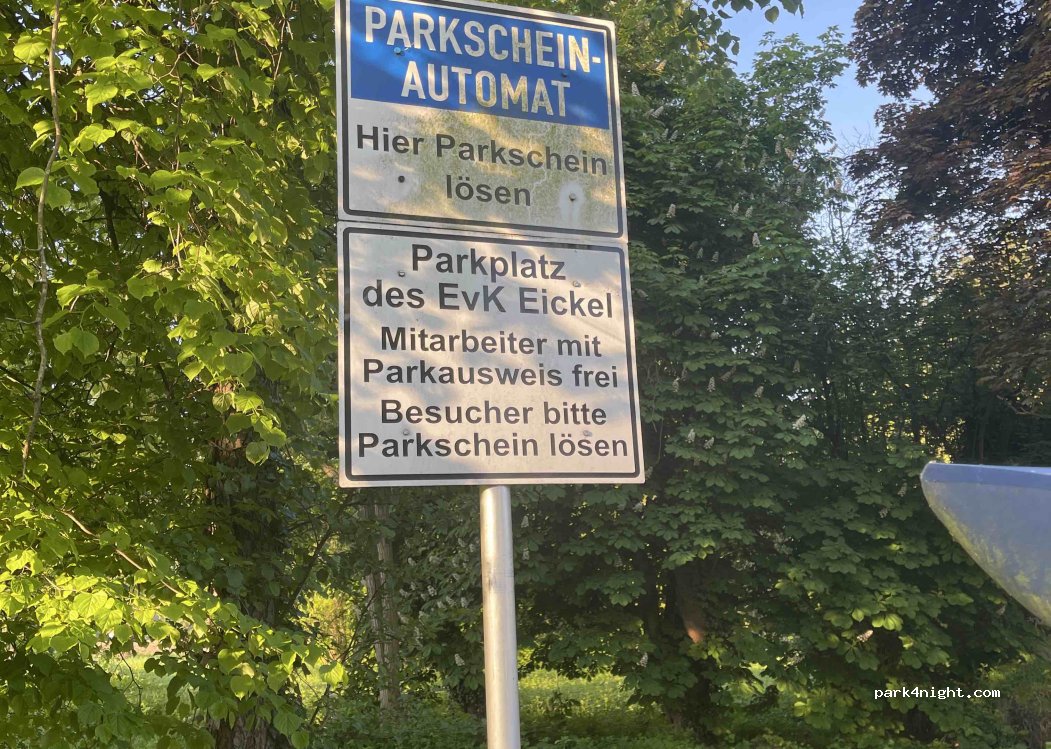 PARKSCHEIN-
AUTOMAT
Hier Parkschein
lösen
Parkplatz
des EvK Eickel
Mitarbeiter mit
Parkausweis frei
Besucher bitte
Parkschein lösen
park4night.com